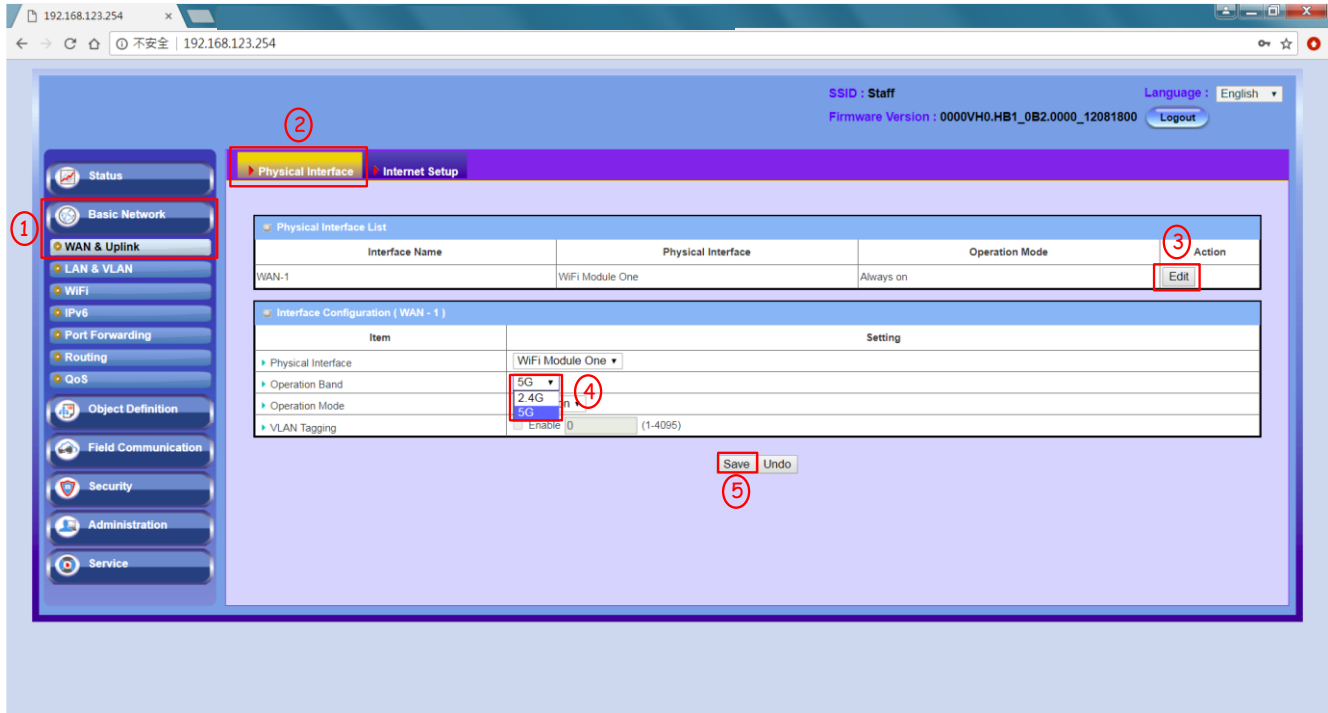 192.168.123.254 ×
不安全 | 192.168.123.254
SSID : Staff
Language : English
Firmware Version : 0000VH0.HB1_0B2.0000_12081800 Logout
2
Physical Interface Internet Setup
Status
1
Basic Network
WAN & Uplink
LAN & VLAN
WiFi
IPv6
Port Forwarding
Routing
QoS
Object Definition
Field Communication
Security
Administration
Service
Physical Interface List
3
Interface Name Physical Interface Operation Mode Action
WAN-1 WiFi Module One Always on Edit
Interface Configuration ( WAN - 1 )
Item Setting
Physical Interface WiFi Module One
Operation Band 5G
2.4G
5G
4
Operation Mode on
VLAN Tagging Enable 0 (1-4095)
Save Undo
5